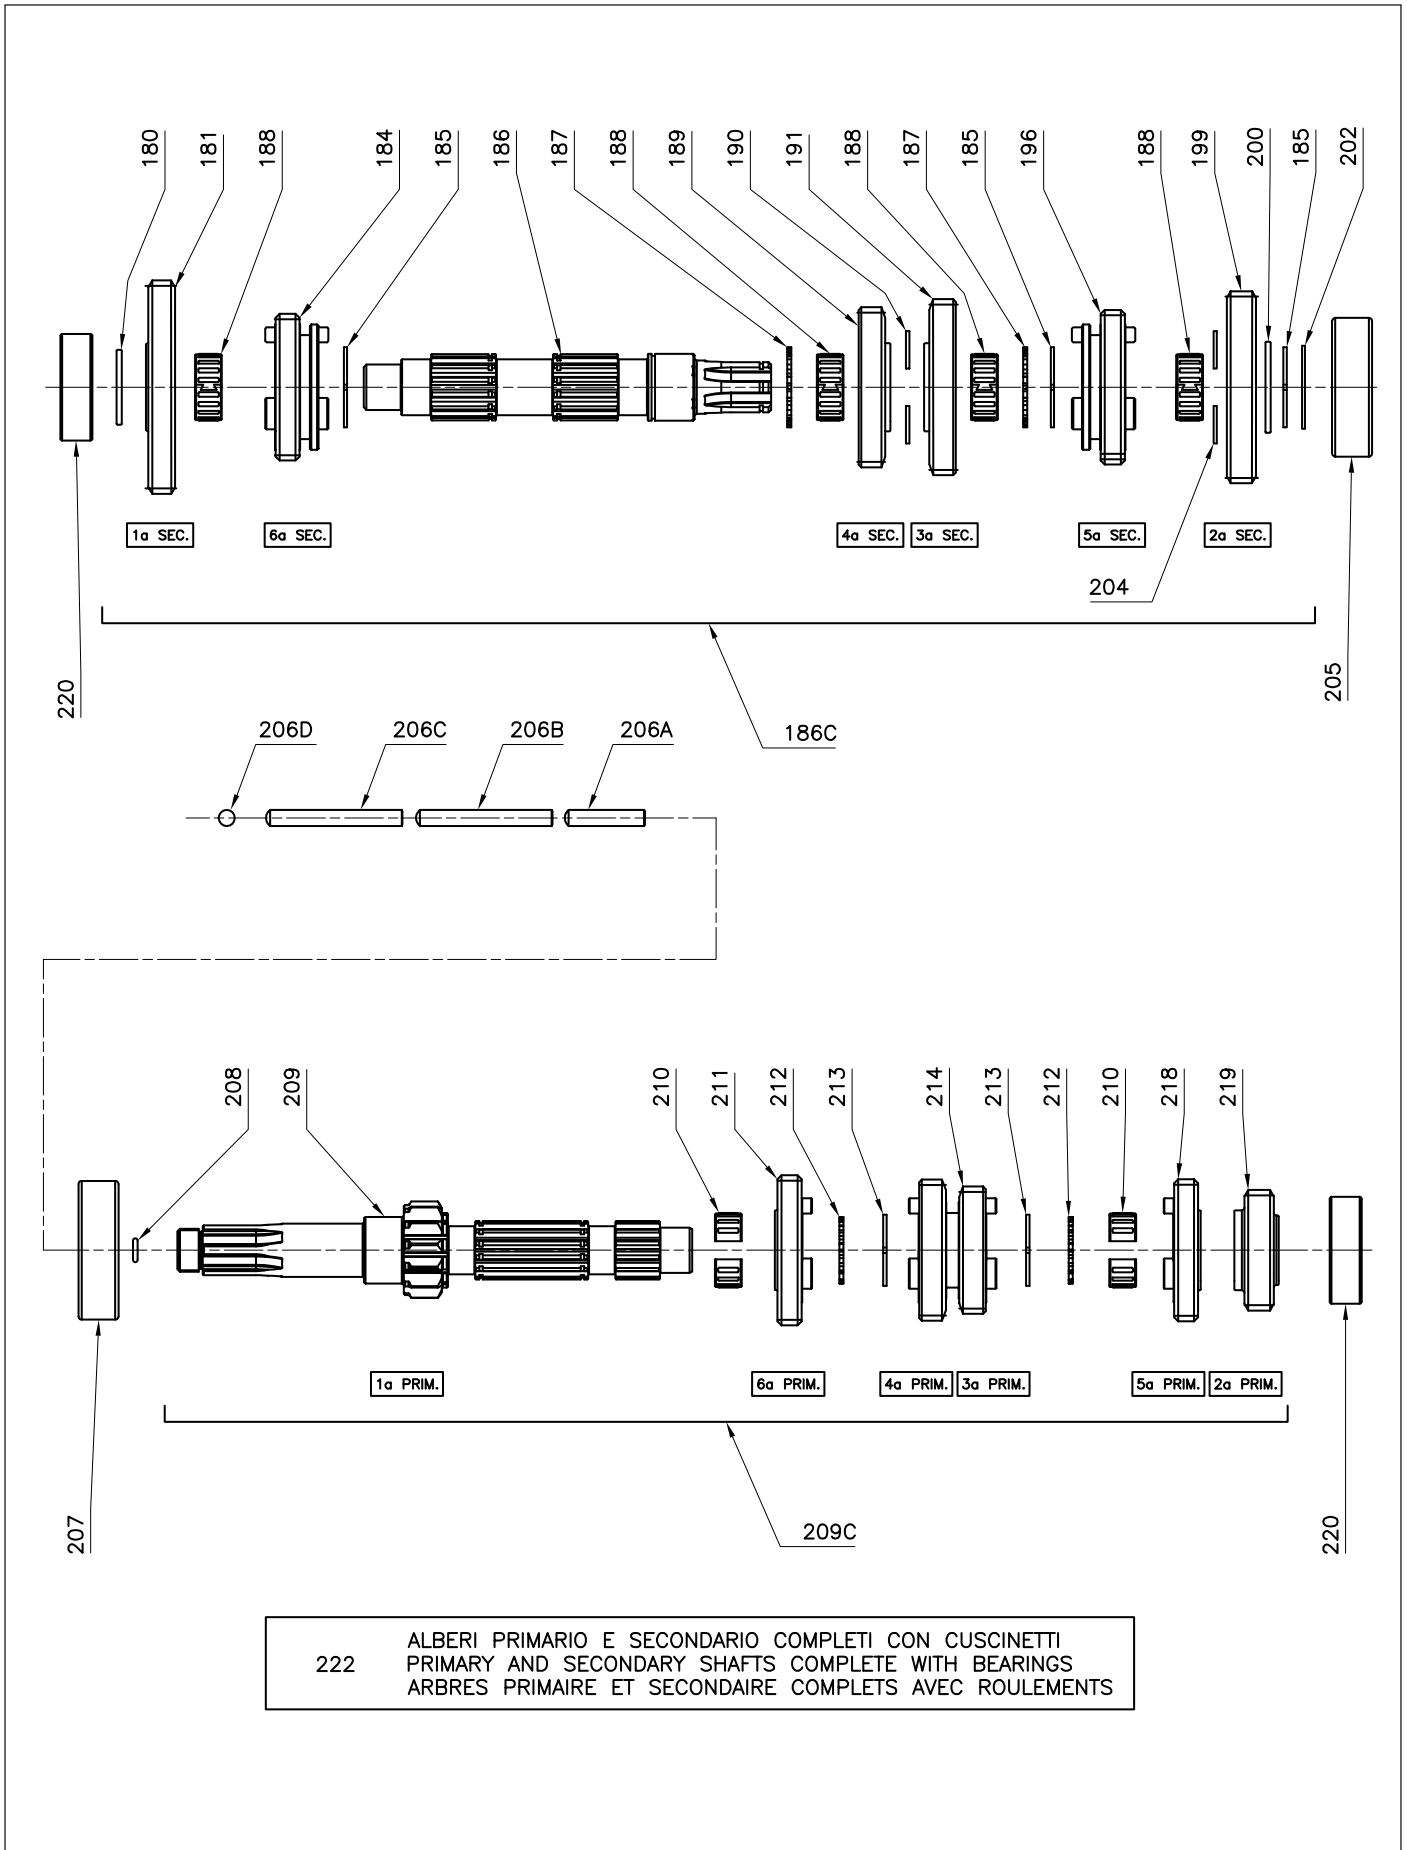 180 181 188 184 185 186 187 188 189 190 191 188 187 185 196 188 199 200 185 202
1a SEC. 6a SEC. 4a SEC. 3a SEC. 5a SEC. 2a SEC.
204
220 205
206D 206C 206B 206A 186C
208 209 210 211 212 213 214 213 212 210 218 219
1a PRIM. 6a PRIM. 4a PRIM. 3a PRIM. 5a PRIM. 2a PRIM.
207 209C 220
ALBERI PRIMARIO E SECONDARIO COMPLETI CON CUSCINETTI
222 PRIMARY AND SECONDARY SHAFTS COMPLETE WITH BEARINGS
ARBRES PRIMAIRE ET SECONDAIRE COMPLETS AVEC ROULEMENTS